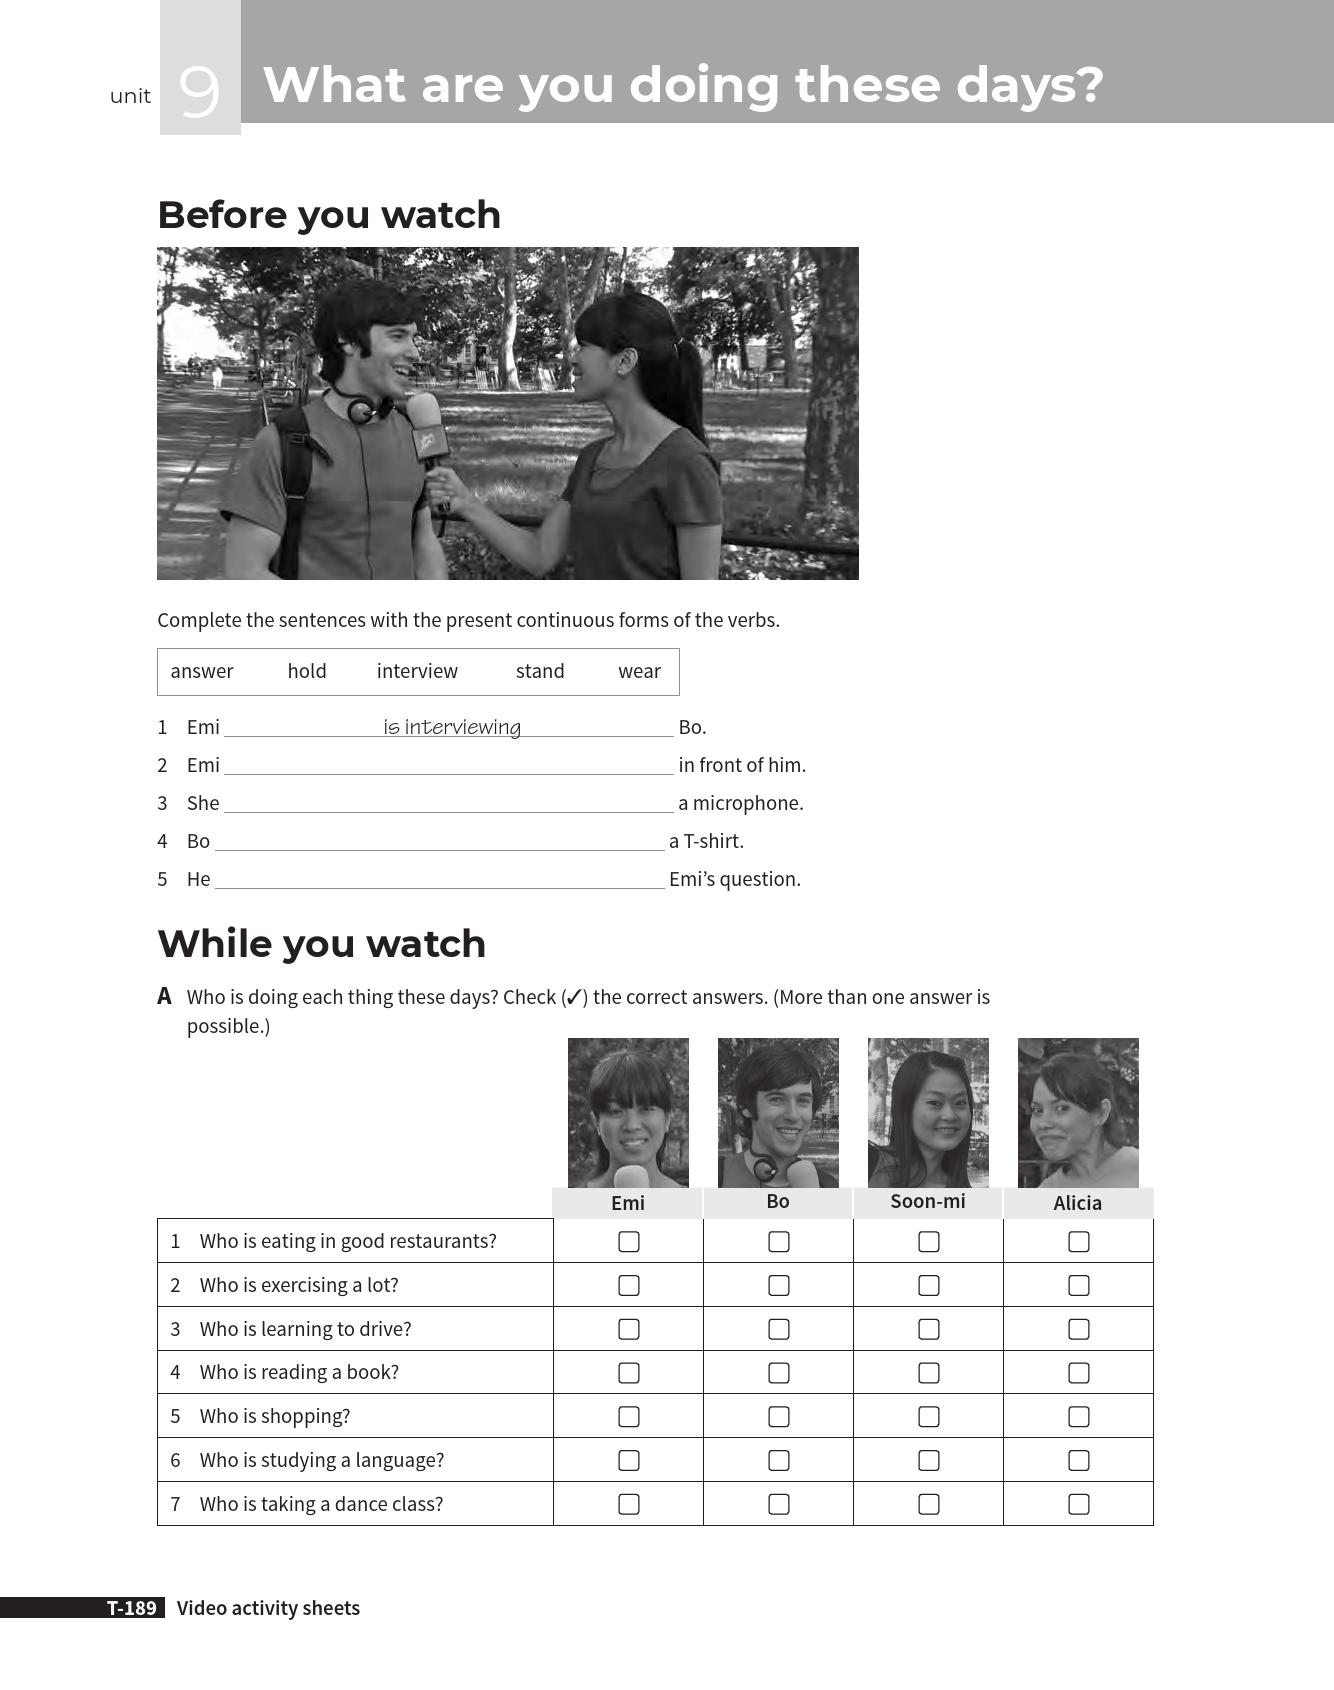 unit 9 What are you doing these days?
Before you watch
Complete the sentences with the present continuous forms of the verbs.
answer hold interview stand wear
1 Emi is interviewing Bo.
2 Emi in front of him.
3 She a microphone.
4 Bo a T-shirt.
5 He Emi’s question.
While you watch
A Who is doing each thing these days? Check (✓) the correct answers. (More than one answer is
possible.)
Emi Bo Soon-mi Alicia
1 Who is eating in good restaurants?
2 Who is exercising a lot?
3 Who is learning to drive?
4 Who is reading a book?
5 Who is shopping?
6 Who is studying a language?
7 Who is taking a dance class?
T-189 Video activity sheets